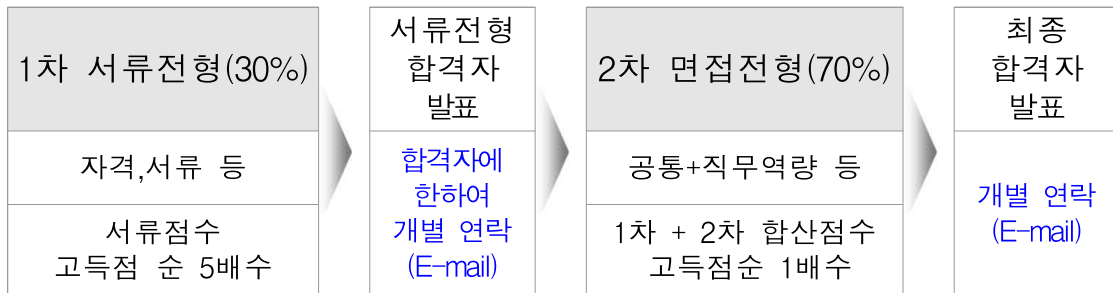 1차 서류전형(30%)
자격,서류 등
서류점수
고득점 순 5배수
서류전형
합격자
발표
합격자에
한하여
개별 연락
(E-mail)
2차 면접전형(70%)
공통+직무역량 등
1차 + 2차 합산점수
고득점순 1배수
최종
합격자
발표
개별 연락
(E-mail)